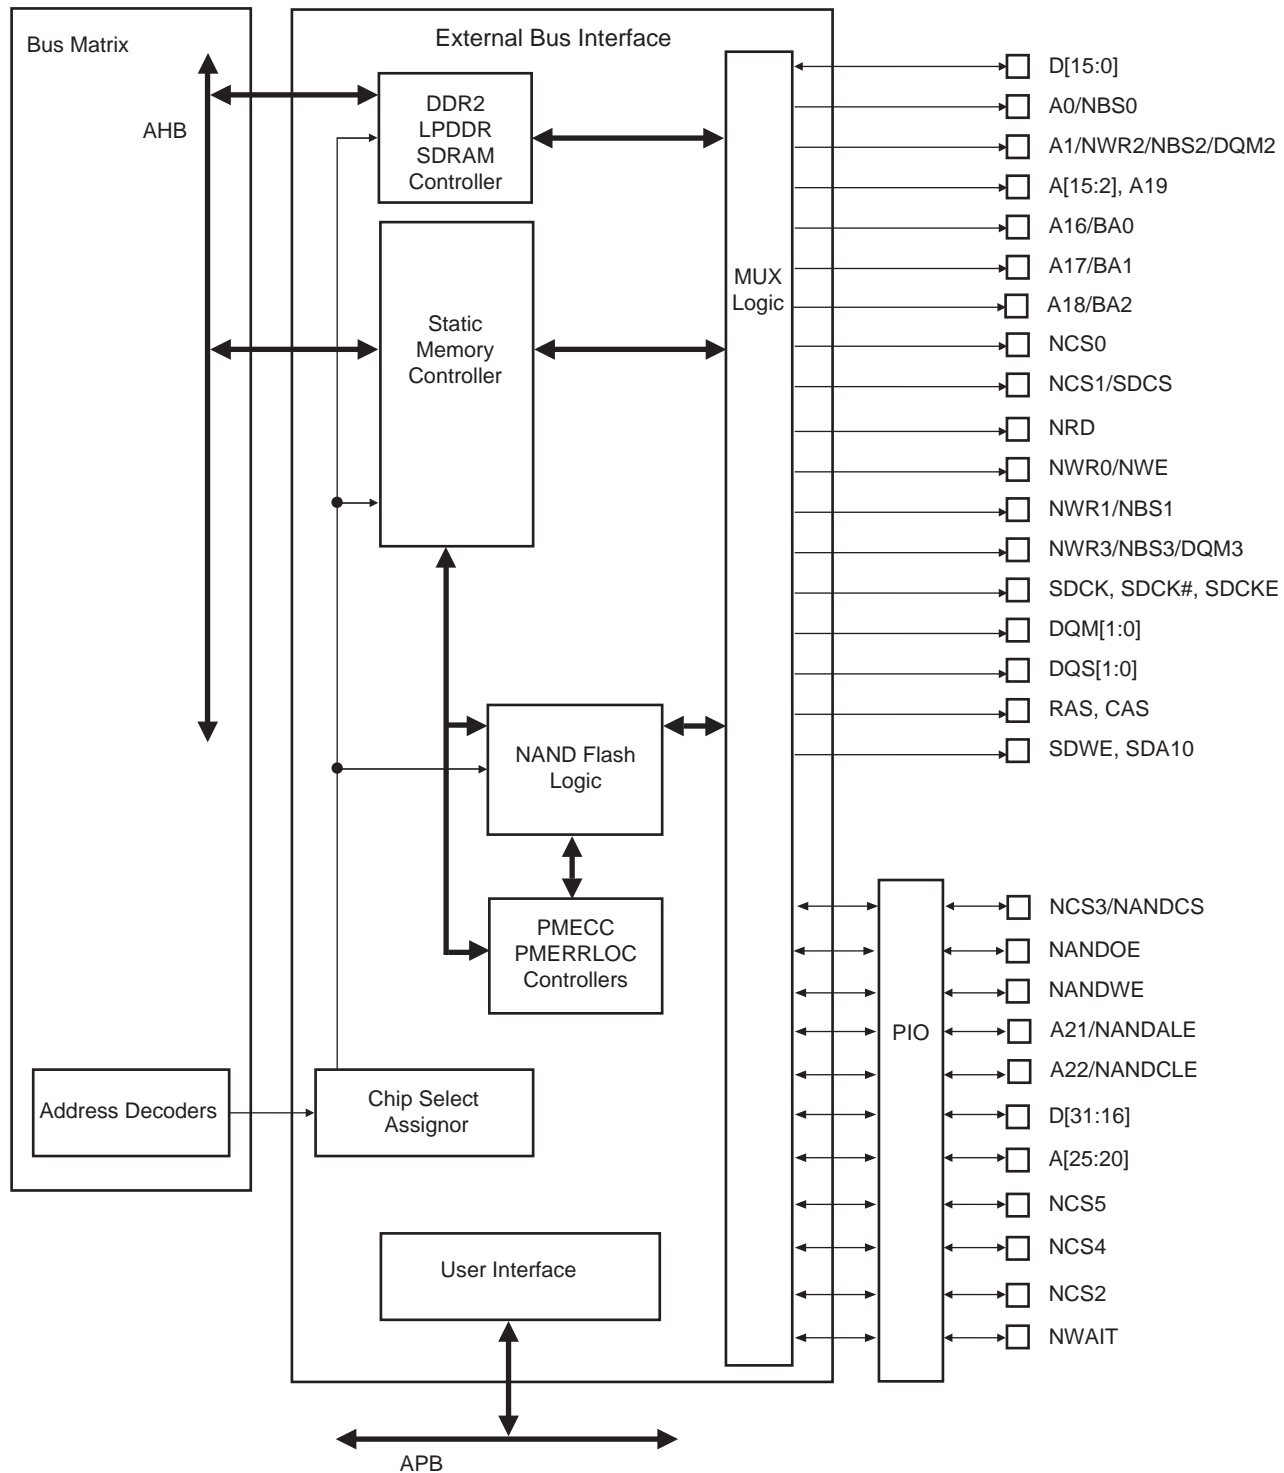 Bus Matrix
External Bus Interface
AHB
DDR2
LPDDR
SDRAM
Controller
Static
Memory
Controller
NAND Flash
Logic
PMECC
PMERRLOC
Controllers
Address Decoders
Chip Select
Assignor
User Interface
APB
MUX
Logic
D[15:0]
A0/NBS0
A1/NWR2/NBS2/DQM2
A[15:2], A19
A16/BA0
A17/BA1
A18/BA2
NCS0
NCS1/SDCS
NRD
NWR0/NWE
NWR1/NBS1
NWR3/NBS3/DQM3
SDCK, SDCK#, SDCKE
DQM[1:0]
DQS[1:0]
RAS, CAS
SDWE, SDA10
PIO
NCS3/NANDCS
NANDOE
NANDWE
A21/NANDALE
A22/NANDCLE
D[31:16]
A[25:20]
NCS5
NCS4
NCS2
NWAIT